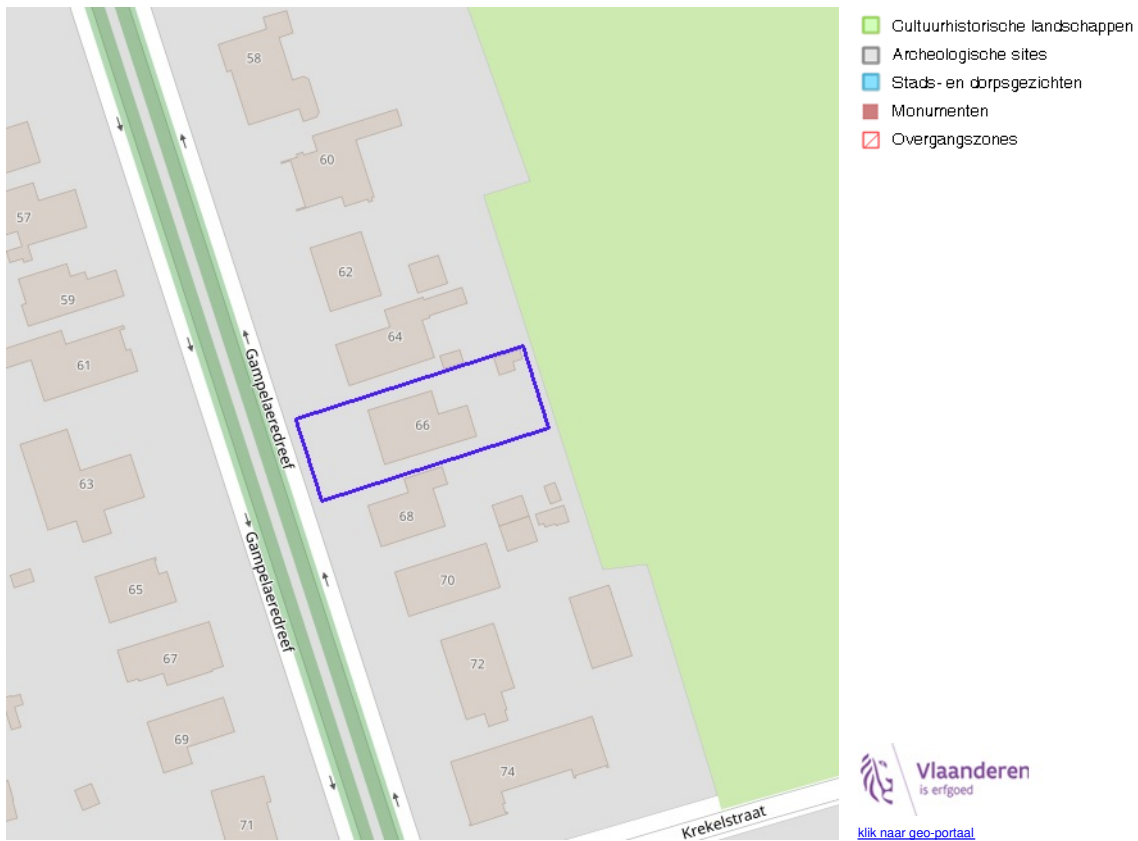 58
60
57
62
59
64
61
Gampelaeredreef
66
63
68
Gampelaeredreef
70
65
67
72
69
74
71
Krekelstraat
Cultuurhistorische landschappen
Archeologische sites
Stads- en dorpsgezichten
Monumenten
Overgangszones
Vlaanderen
is erfgoed
klik naar geo-portaal